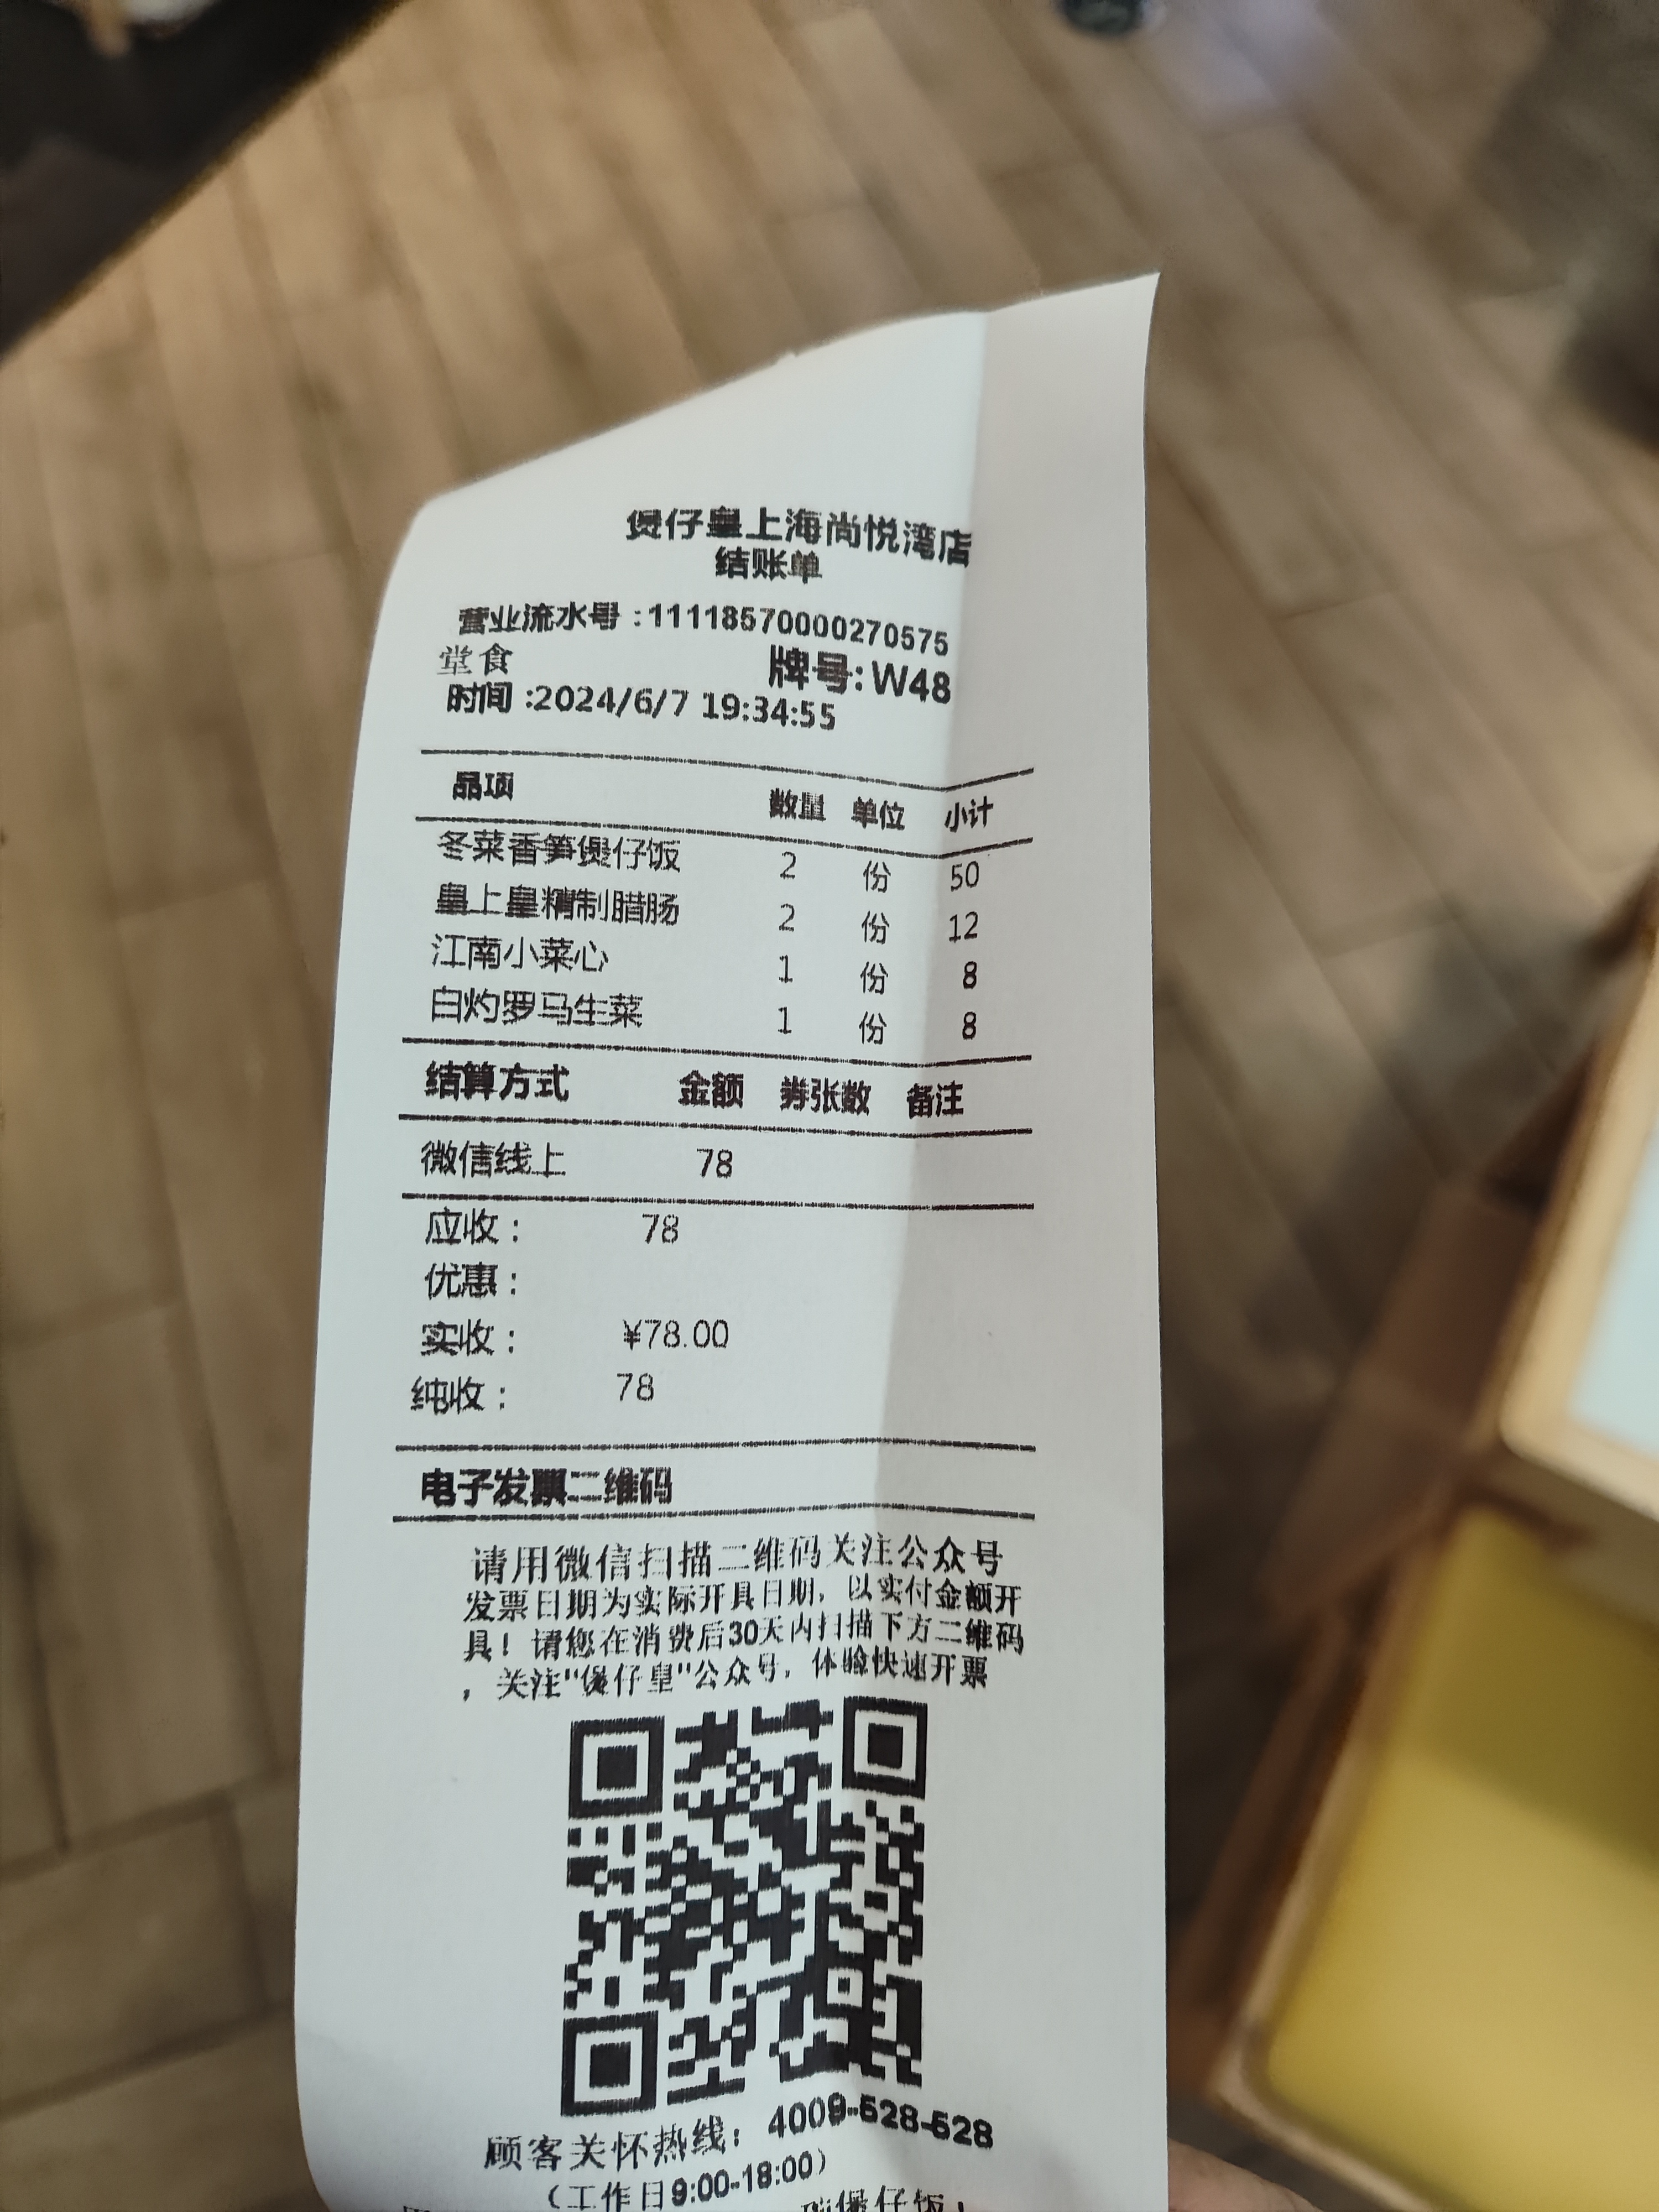 煲仔皇上海尚悦湾店
结账单
营业流水号:11118570000270575
堂食 牌号:W48
时间:2024/6/7 19:34:55
品项 数量 单位 小计
冬菜香笋煲仔饭 2 份 50
皇上皇精制腊肠 2 份 12
江南小菜心 1 份 8
白灼罗马生菜 1 份 8
结算方式 金额 券张数 备注
微信线上 78
应收: 78
优惠:
实收: ¥78.00
纯收: 78
电子发票二维码
请用微信扫描二维码关注公众号
发票日期为实际开具日期,以实付金额开
具!请您在消费后30天内扫描下方二维码
,关注"煲仔皇"公众号,体验快速开票
顾客关怀热线:4009-628-628
(工作日9:00-18:00)
煲仔饭!